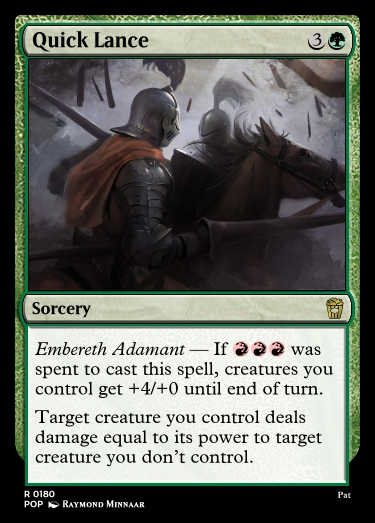 Quick Lance 3
Sorcery
Embereth Adamant — If was
spent to cast this spell, creatures you
control get +4/+0 until end of turn.
Target creature you control deals
damage equal to its power to target
creature you don't control.
R 0180
POP Raymond Minnaar
Pat